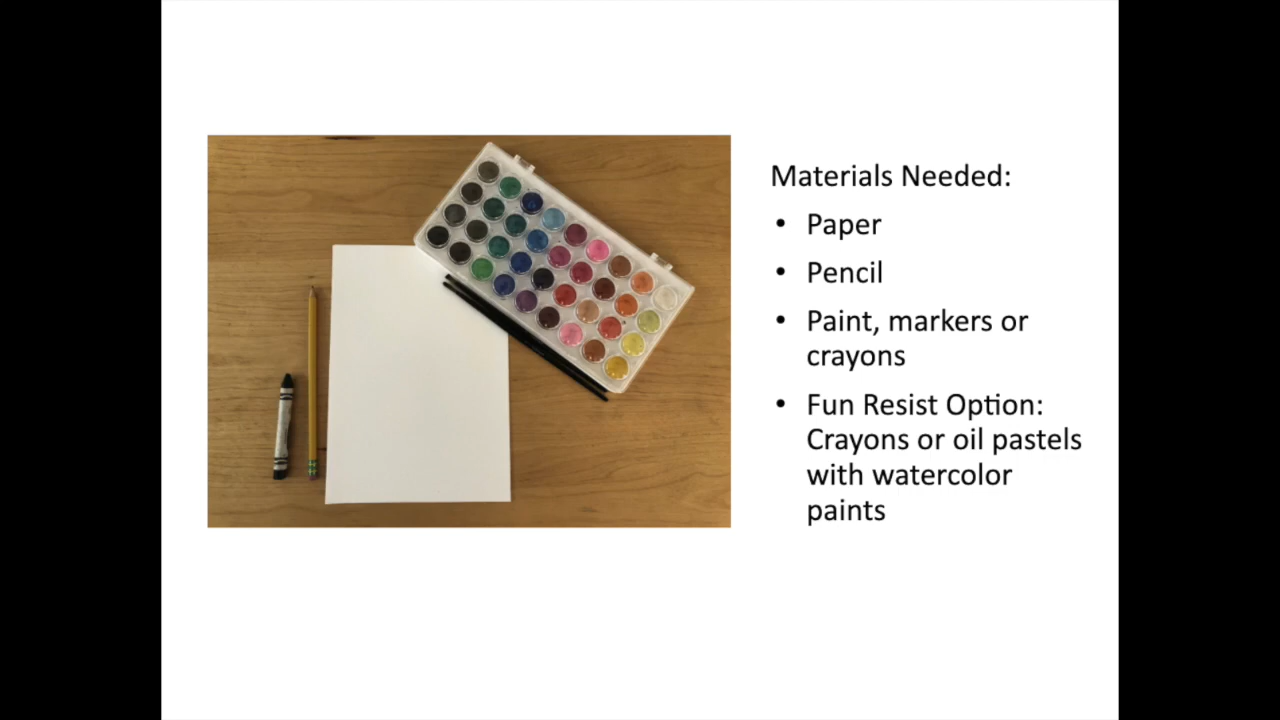 Materials Needed:
• Paper
• Pencil
• Paint, markers or
crayons
• Fun Resist Option:
Crayons or oil pastels
with watercolor
paints